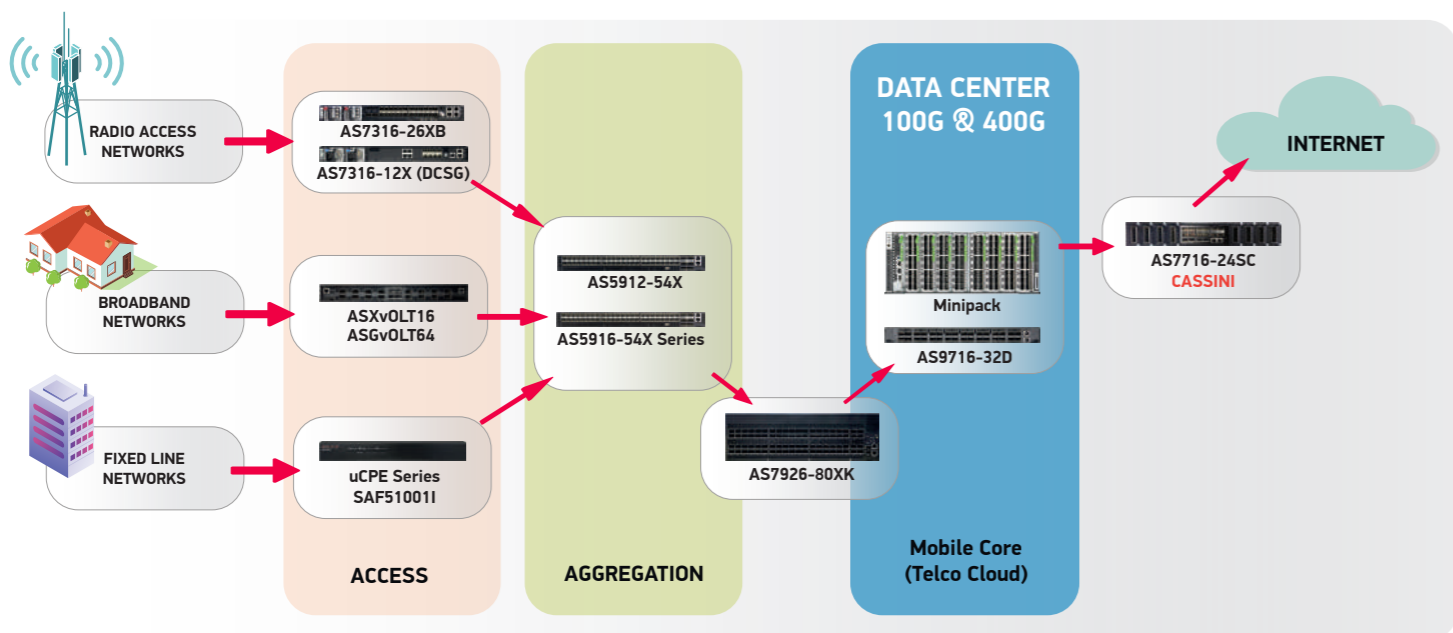 RADIO ACCESS
NETWORKS
AS7316-26XB
AS7316-12X (DCSG)
BROADBAND
NETWORKS
ASXvOLT16
ASGvOLT64
FIXED LINE
NETWORKS
uCPE Series
SAF51001I
ACCESS
AS5912-54X
AS5916-54X Series
AGGREGATION
AS7926-80XK
DATA CENTER
100G & 400G
Minipack
AS9716-32D
Mobile Core
(Telco Cloud)
AS7716-24SC
CASSINI
INTERNET